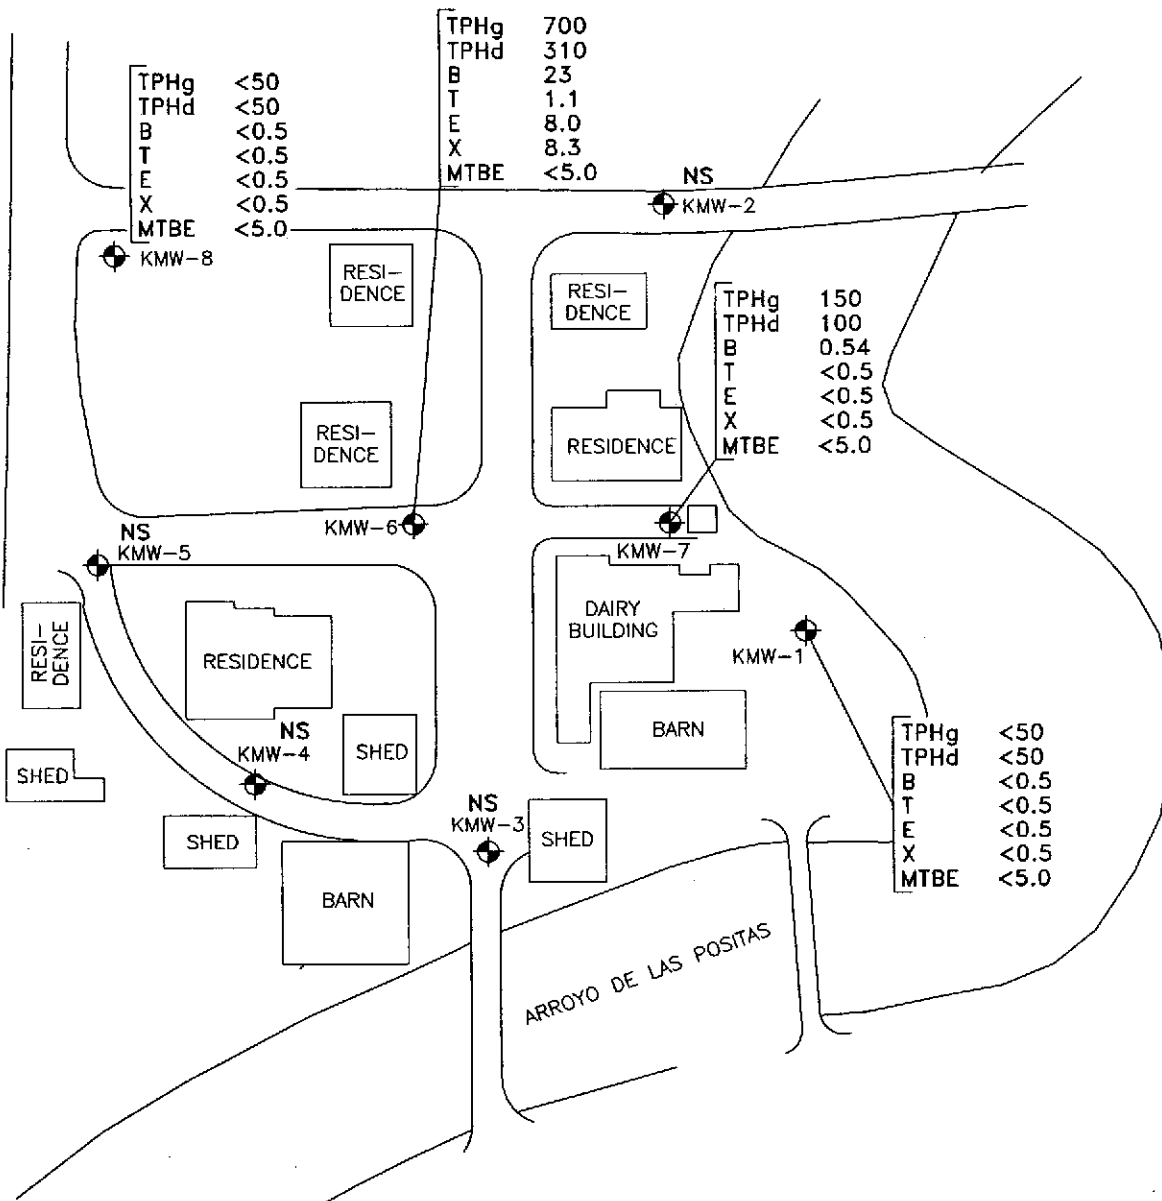 TPHg 700
TPHd 310
B 23
T 1.1
E 8.0
X 8.3
MTBE <5.0
TPHg <50
TPHd <50
B <0.5
T <0.5
E <0.5
X <0.5
MTBE <5.0
KMW-8
NS
KMW-2
RESI-
DENCE
RESI-
DENCE
TPHg 150
TPHd 100
B 0.54
T <0.5
E <0.5
X <0.5
MTBE <5.0
RESI-
DENCE
RESIDENCE
KMW-6
KMW-7
NS
KMW-5
RESI-
DENCE
RESIDENCE
DAIRY
BUILDING
KMW-1
BARN
NS
KMW-4
SHED
SHED
TPHg <50
TPHd <50
B <0.5
T <0.5
E <0.5
X <0.5
MTBE <5.0
NS
KMW-3
SHED
SHED
BARN
ARROYO DE LAS POSITAS